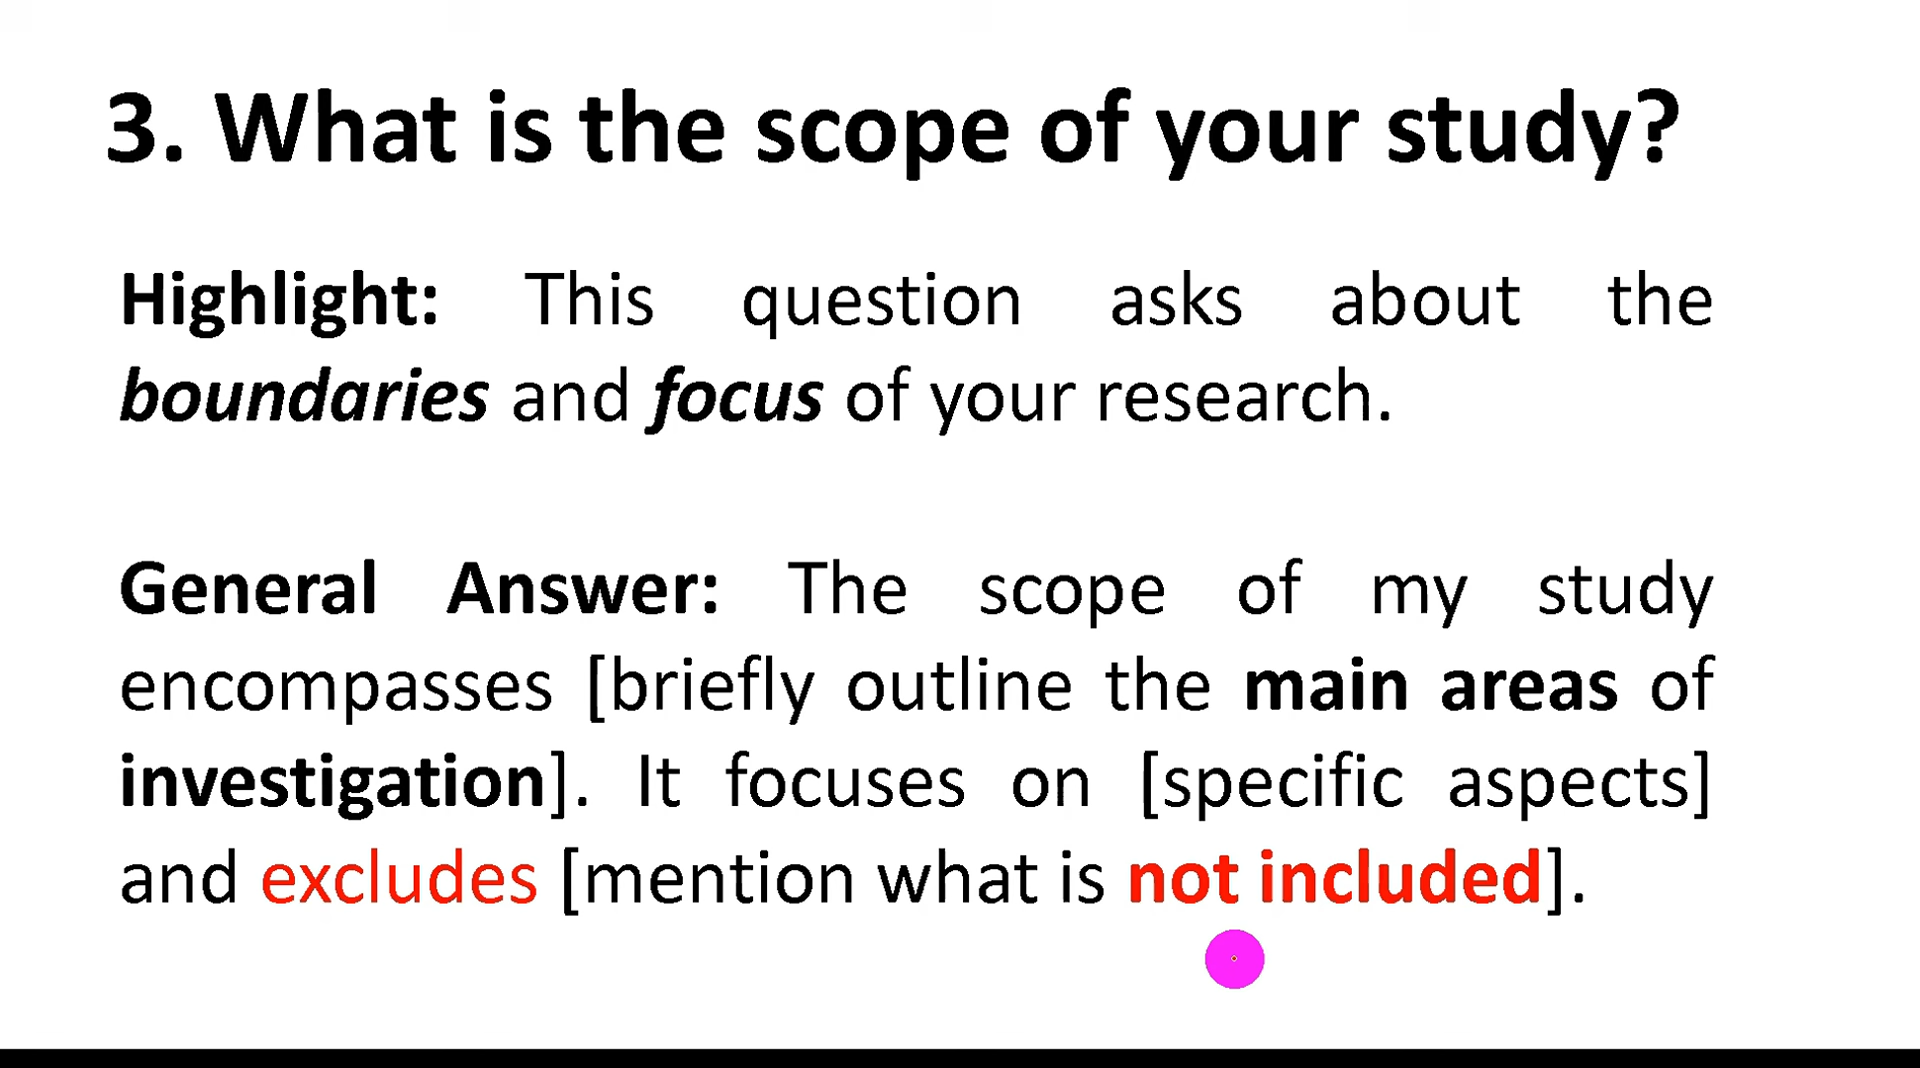 3. What is the scope of your study?
Highlight: This question asks about the
boundaries and focus of your research.
General Answer: The scope of my study
encompasses [briefly outline the main areas of
investigation]. It focuses on [specific aspects]
and excludes [mention what is not included].